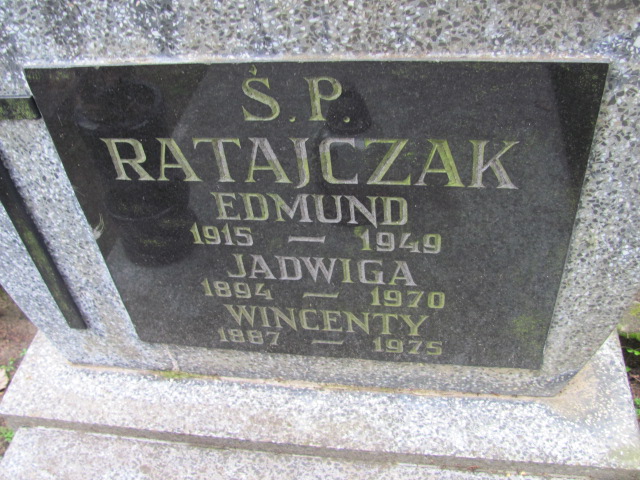 Ś.P.
RATAJCZAK
EDMUND
1915 — 1949
JADWIGA
1894 — 1970
WINCENTY
1887 — 1975